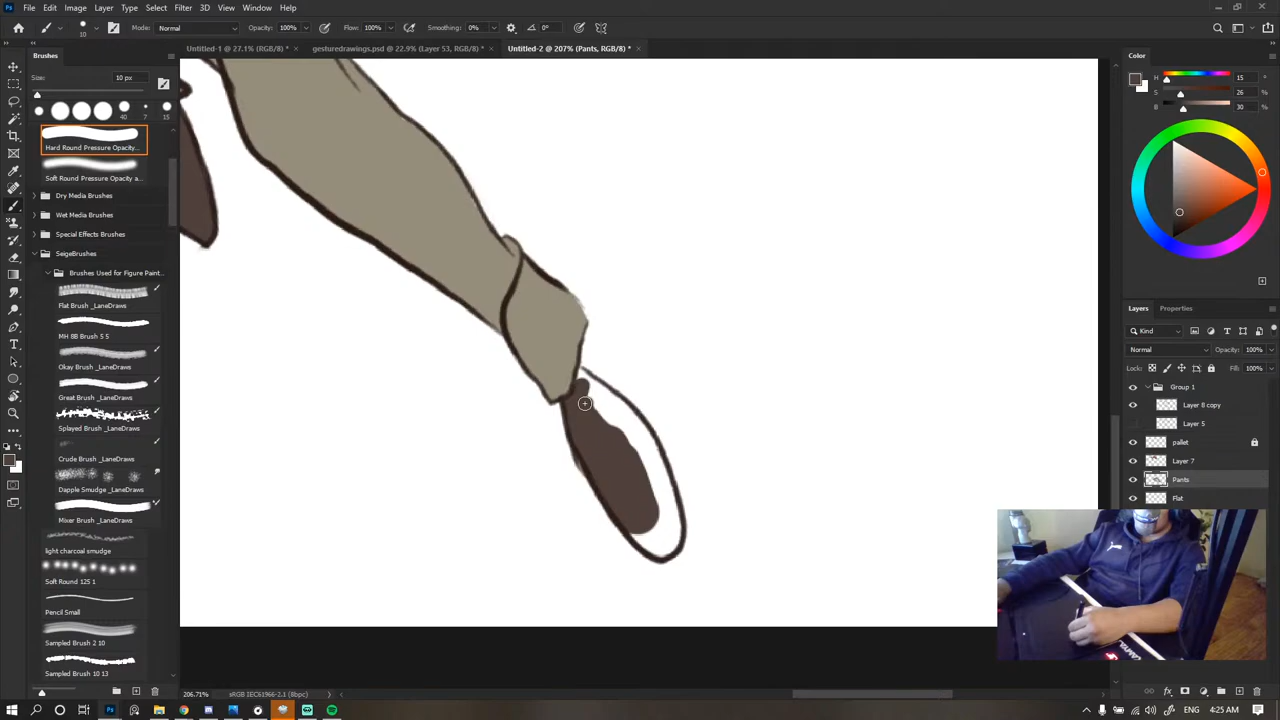 File Edit Image Layer Type Select Filter 3D View Window Help
10 Mode: Normal Opacity: 100% Flow: 100% Smoothing: 0% 0°
Untitled-1 @ 27.1% (RGB/8) * × gesturedrawings.psd @ 22.9% (Layer 53, RGB/8) * × Untitled-2 @ 207% (Pants, RGB/8) * ×
Brushes
Size: 10 px
40 7 15
Hard Round Pressure Opacity...
Soft Round Pressure Opacity a...
Dry Media Brushes
Wet Media Brushes
Special Effects Brushes
SeigeBrushes
Brushes Used for Figure Paint...
Flat Brush _LaneDraws
MH 8B Brush 5 5
Okay Brush _LaneDraws
Great Brush _LaneDraws
Splayed Brush _LaneDraws
Crude Brush _LaneDraws
Dapple Smudge _LaneDraws
Mixer Brush _LaneDraws
light charcoal smudge
Soft Round 125 1
Pencil Small
Sampled Brush 2 10
Sampled Brush 10 13
Color
H 15
S 26
B 30
Layers Properties
Kind
Normal Opacity: 100%
Lock: Fill: 100%
Group 1
Layer 8 copy
Layer 5
pallet
Layer 7
Pants
Flat
206.71% sRGB IEC61966-2.1 (8bpc)
4:25 AM